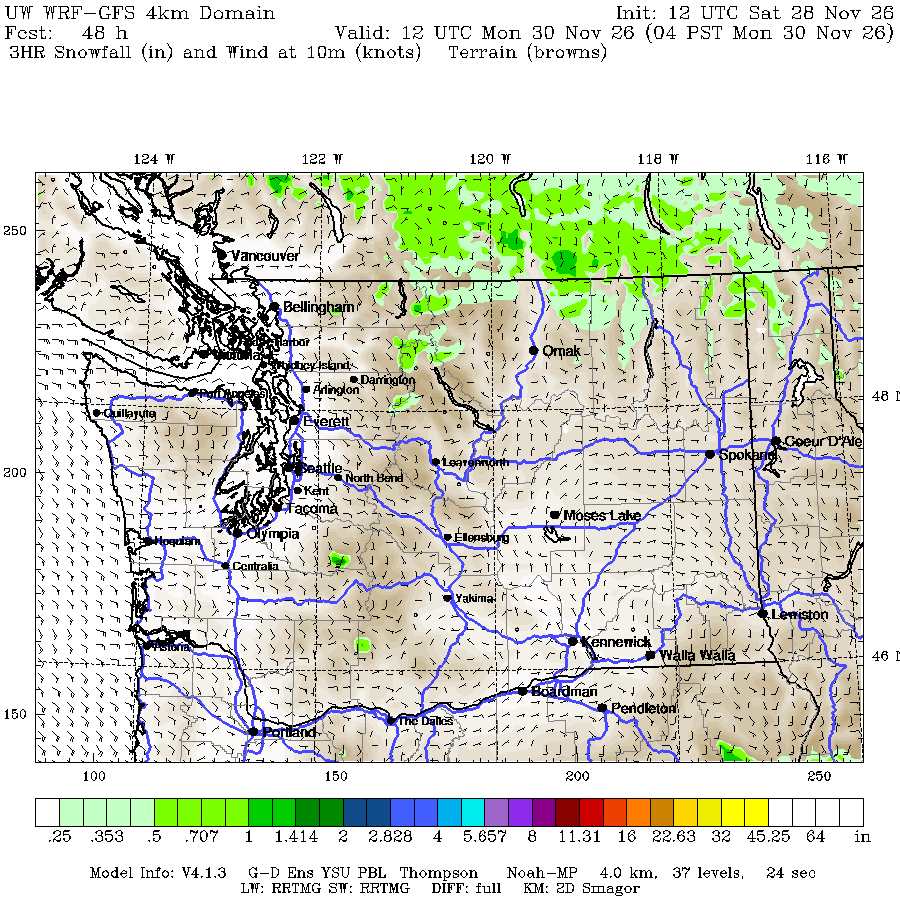 UW WRF-GFS 4km Domain Init: 12 UTC Sat 28 Nov 26
Fcst: 48 h Valid: 12 UTC Mon 30 Nov 26 (04 PST Mon 30 Nov 26)
3HR Snowfall (in) and Wind at 10m (knots) Terrain (browns)
124 W 122 W 120 W 118 W 116 W
250
Vancouver
Bellingham
Omak
Whidbey Island
Darrington
Arlington
Port Angeles
48 N
Quillayute
Everett
Coeur D'Alene
Spokane
Leavenworth
200
Seattle
North Bend
Kent
Tacoma
Moses Lake
Olympia
Ellensburg
Hoquiam
Centralia
Yakima
Lewiston
Kennewick
Astoria
Walla Walla
46 N
Boardman
Pendleton
150
The Dalles
Portland
100 150 200 250
.25 .353 .5 .707 1 1.414 2 2.828 4 5.657 8 11.31 16 22.63 32 45.25 64 in
Model Info: V4.1.3 G-D Ens YSU PBL Thompson Noah-MP 4.0 km, 37 levels, 24 sec
LW: RRTMG SW: RRTMG DIFF: full KM: 2D Smagor